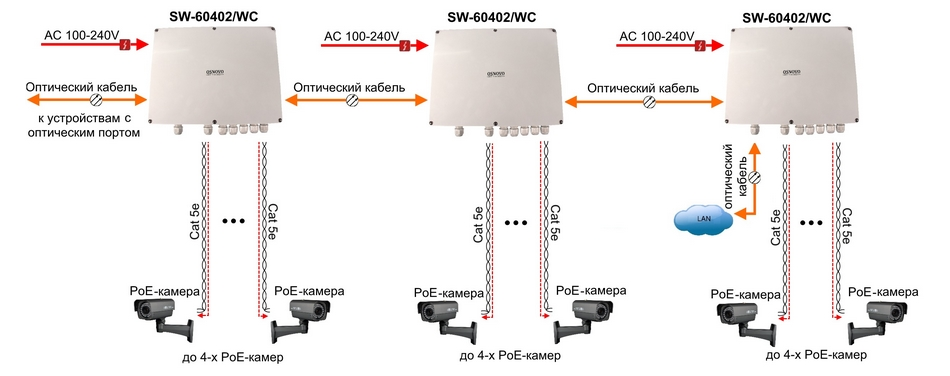 SW-60402/WC
SW-60402/WC
SW-60402/WC
AC 100-240V
AC 100-240V
AC 100-240V
OSNOVO
OSNOVO
OSNOVO
Оптический кабель
Оптический кабель
Оптический кабель
к устройствам с
оптическим портом
оптический
кабель
LAN
Cat 5e
Cat 5e
Cat 5e
Cat 5e
Cat 5e
Cat 5e
PoE-камера
PoE-камера
PoE-камера
PoE-камера
PoE-камера
PoE-камера
до 4-х PoE-камер
до 4-х PoE-камер
до 4-х PoE-камер